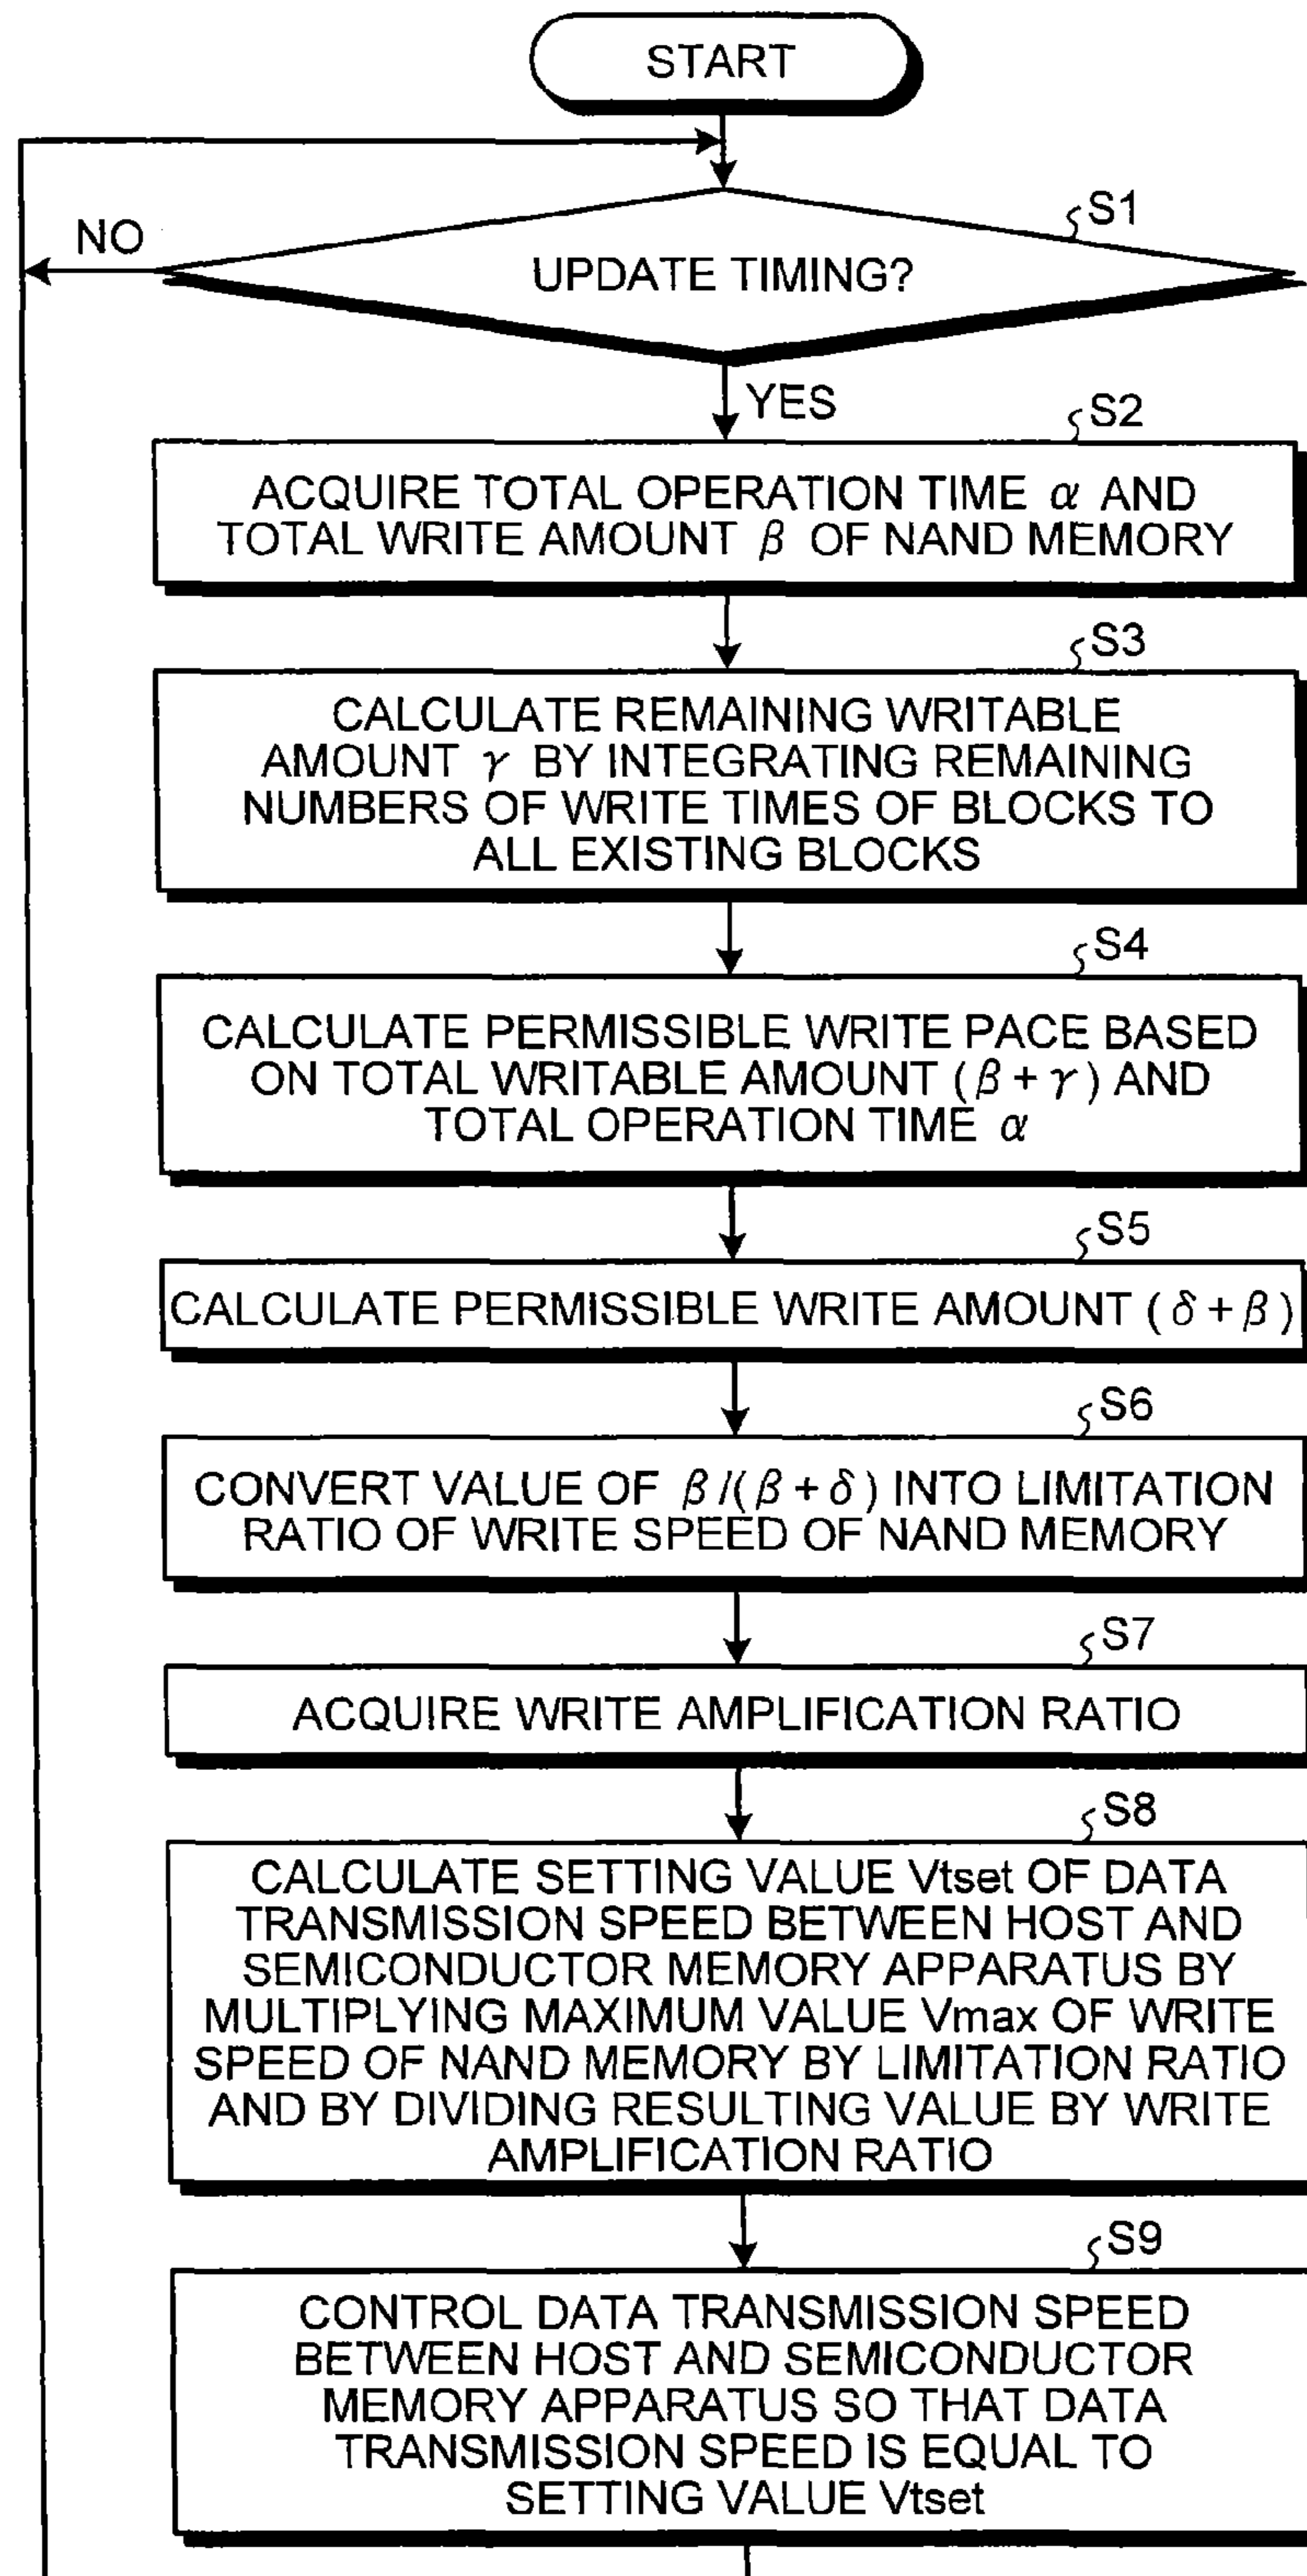 START
S1
NO
UPDATE TIMING?
YES
S2
ACQUIRE TOTAL OPERATION TIME α AND
TOTAL WRITE AMOUNT β OF NAND MEMORY
S3
CALCULATE REMAINING WRITABLE
AMOUNT γ BY INTEGRATING REMAINING
NUMBERS OF WRITE TIMES OF BLOCKS TO
ALL EXISTING BLOCKS
S4
CALCULATE PERMISSIBLE WRITE PACE BASED
ON TOTAL WRITABLE AMOUNT (β + γ) AND
TOTAL OPERATION TIME α
S5
CALCULATE PERMISSIBLE WRITE AMOUNT (δ + β)
S6
CONVERT VALUE OF β/(β + δ) INTO LIMITATION
RATIO OF WRITE SPEED OF NAND MEMORY
S7
ACQUIRE WRITE AMPLIFICATION RATIO
S8
CALCULATE SETTING VALUE Vtset OF DATA
TRANSMISSION SPEED BETWEEN HOST AND
SEMICONDUCTOR MEMORY APPARATUS BY
MULTIPLYING MAXIMUM VALUE Vmax OF WRITE
SPEED OF NAND MEMORY BY LIMITATION RATIO
AND BY DIVIDING RESULTING VALUE BY WRITE
AMPLIFICATION RATIO
S9
CONTROL DATA TRANSMISSION SPEED
BETWEEN HOST AND SEMICONDUCTOR
MEMORY APPARATUS SO THAT DATA
TRANSMISSION SPEED IS EQUAL TO
SETTING VALUE Vtset